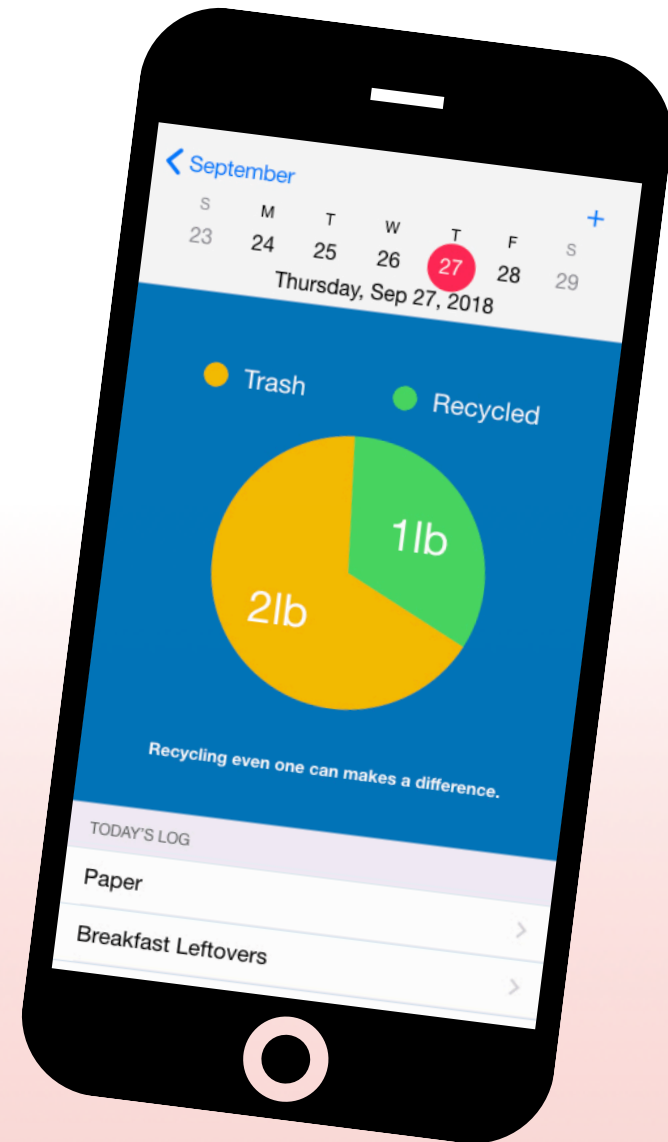 September
+
S M T W T F S
23 24 25 26 27 28 29
Thursday, Sep 27, 2018
Trash Recycled
1lb
2lb
Recycling even one can makes a difference.
TODAY'S LOG
Paper
Breakfast Leftovers